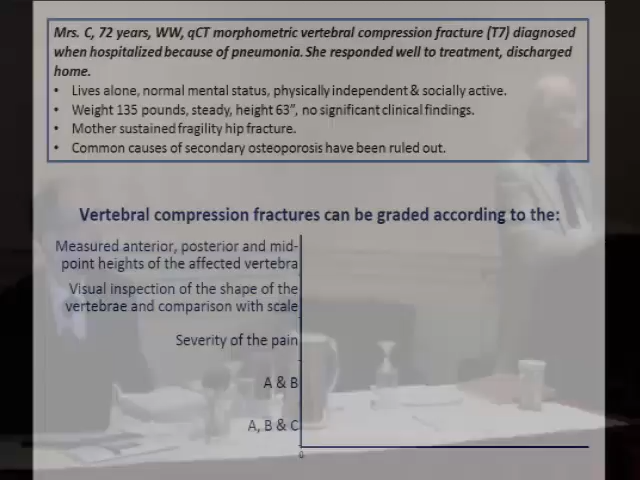 Mrs. C, 72 years, WW, qCT morphometric vertebral compression fracture (T7) diagnosed
when hospitalized because of pneumonia. She responded well to treatment, discharged
home.
• Lives alone, normal mental status, physically independent & socially active.
• Weight 135 pounds, steady, height 63”, no significant clinical findings.
• Mother sustained fragility hip fracture.
• Common causes of secondary osteoporosis have been ruled out.
Vertebral compression fractures can be graded according to the:
Measured anterior, posterior and mid-
point heights of the affected vertebra
Visual inspection of the shape of the
vertebrae and comparison with scale
Severity of the pain
A & B
A, B & C
0